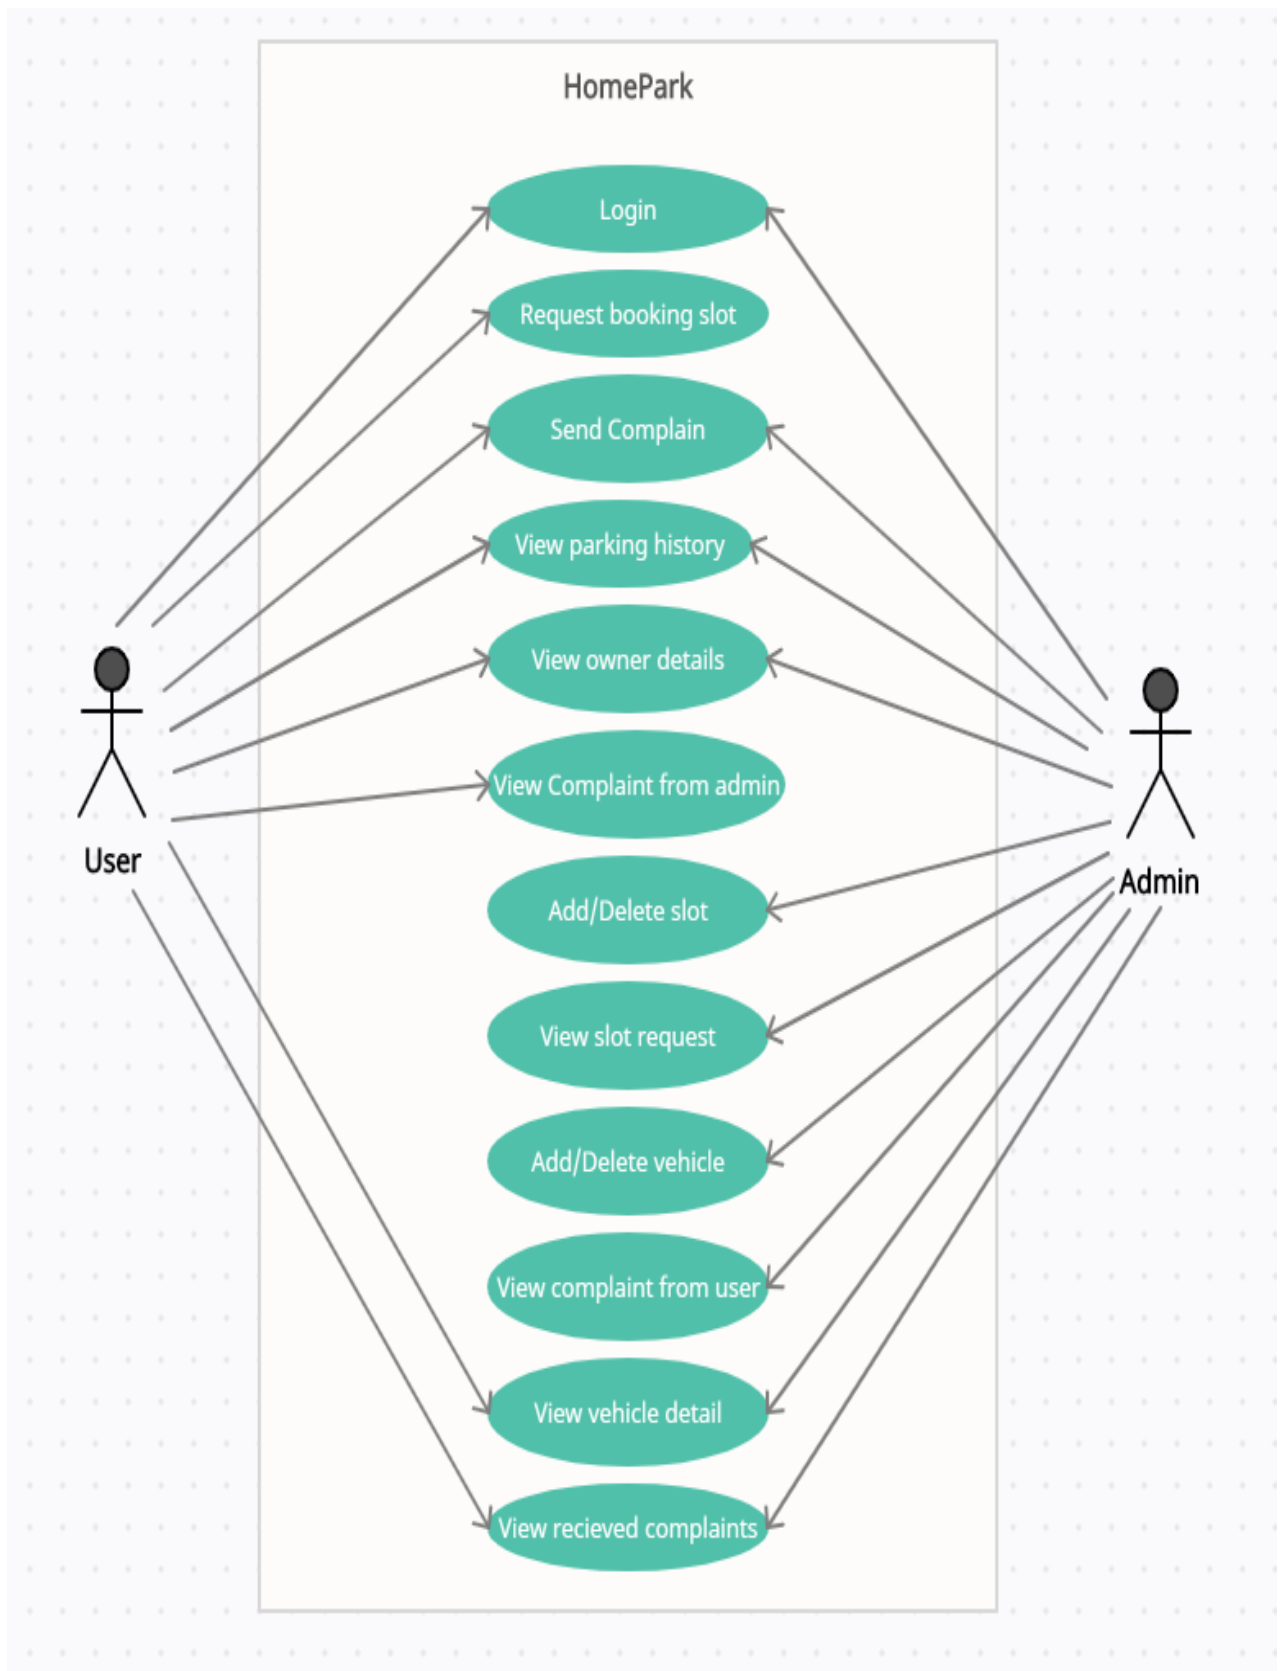 HomePark
Login
Request booking slot
Send Complain
View parking history
View owner details
View Complaint from admin
User
Add/Delete slot
Admin
View slot request
Add/Delete vehicle
View complaint from user
View vehicle detail
View recieved complaints